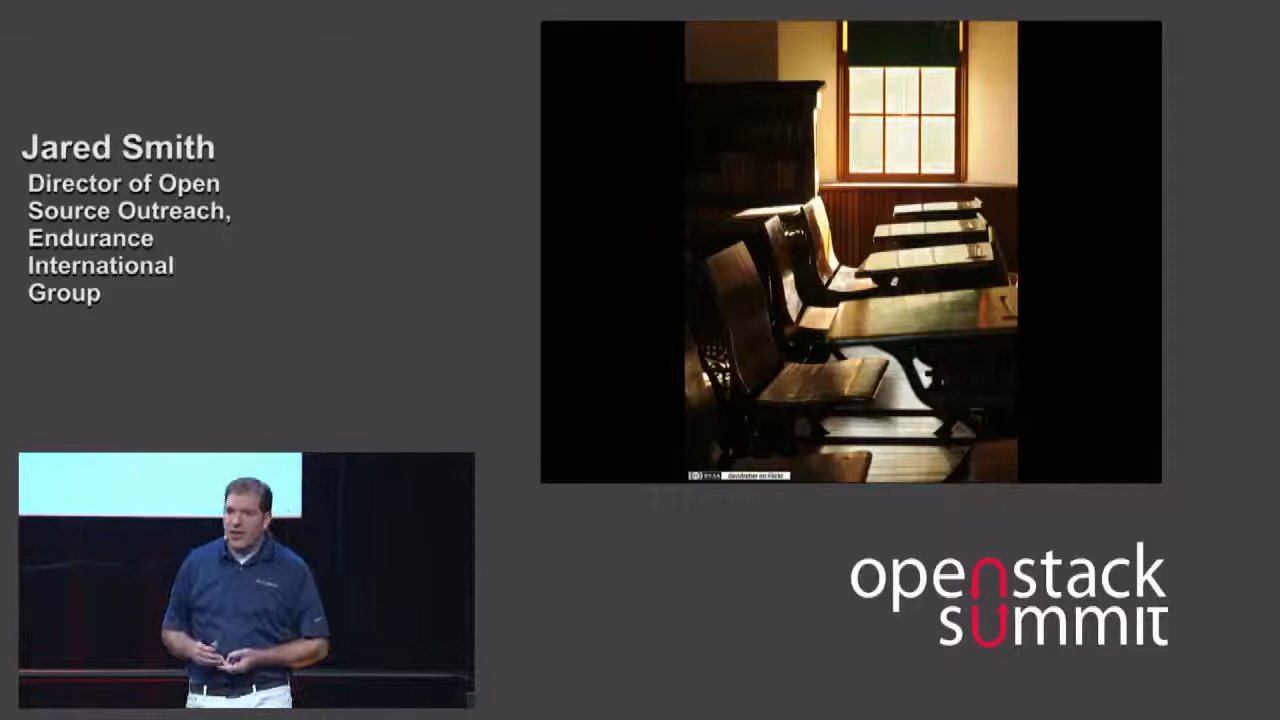 Jared Smith
Director of Open
Source Outreach,
Endurance
International
Group
openstack
summit